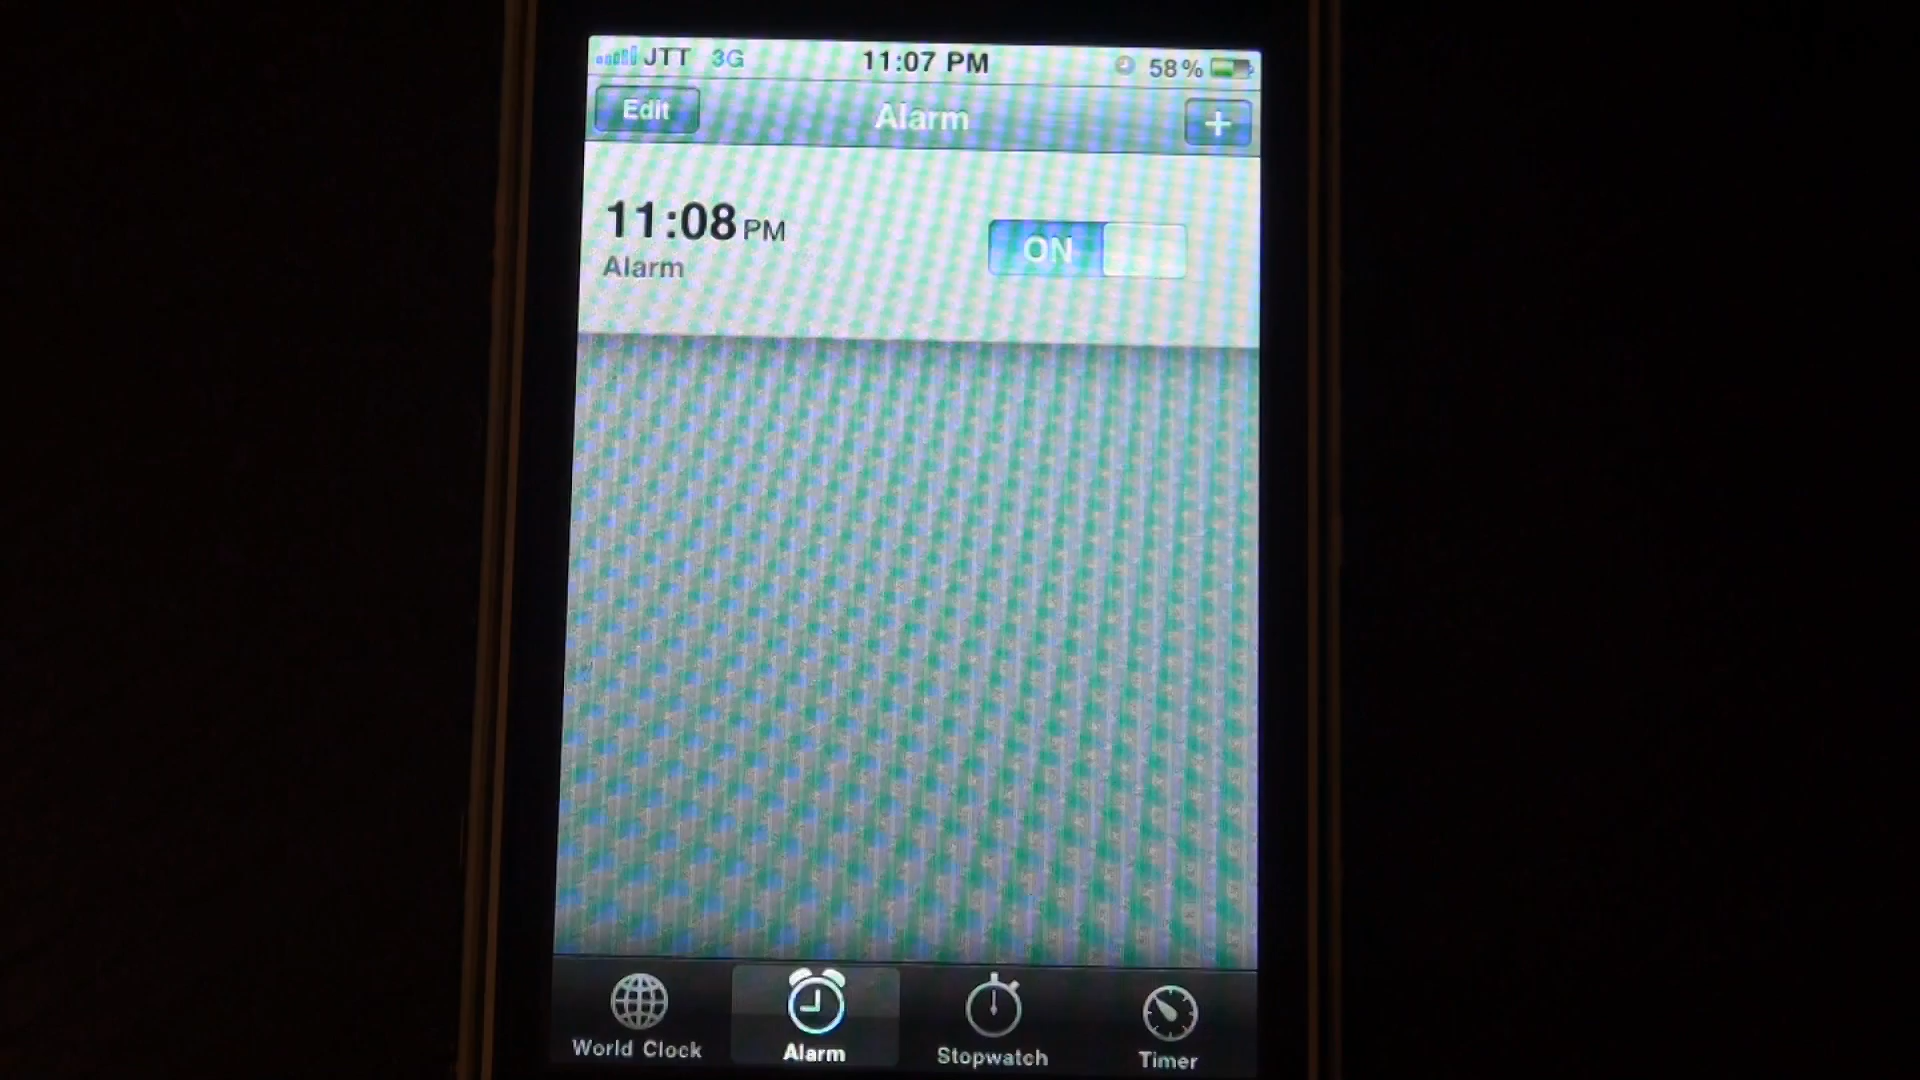 JTT 3G 11:07 PM 58%
Edit Alarm +
11:08 PM ON
Alarm
World Clock Alarm Stopwatch Timer